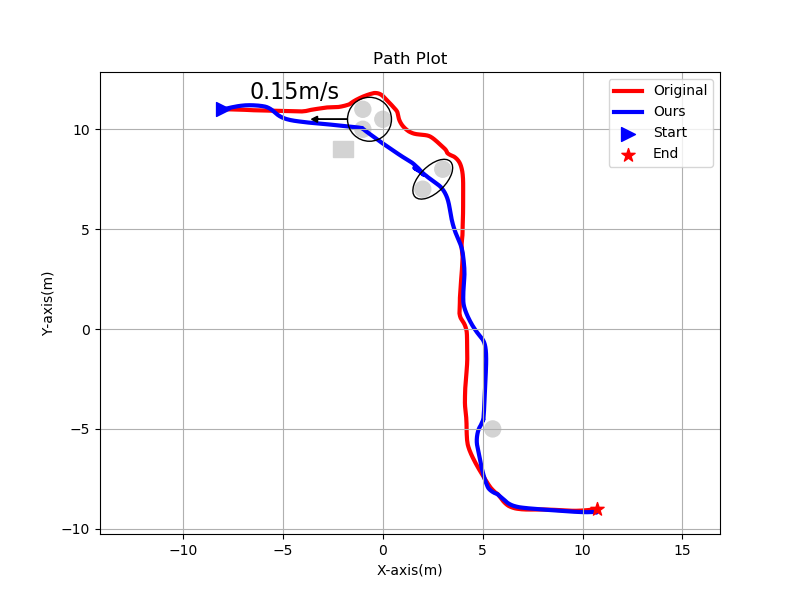 Path Plot
0.15m/s
Original
Ours
Start
End
10
5
0
−5
−10
Y-axis(m)
−10
−5
0
5
10
15
X-axis(m)